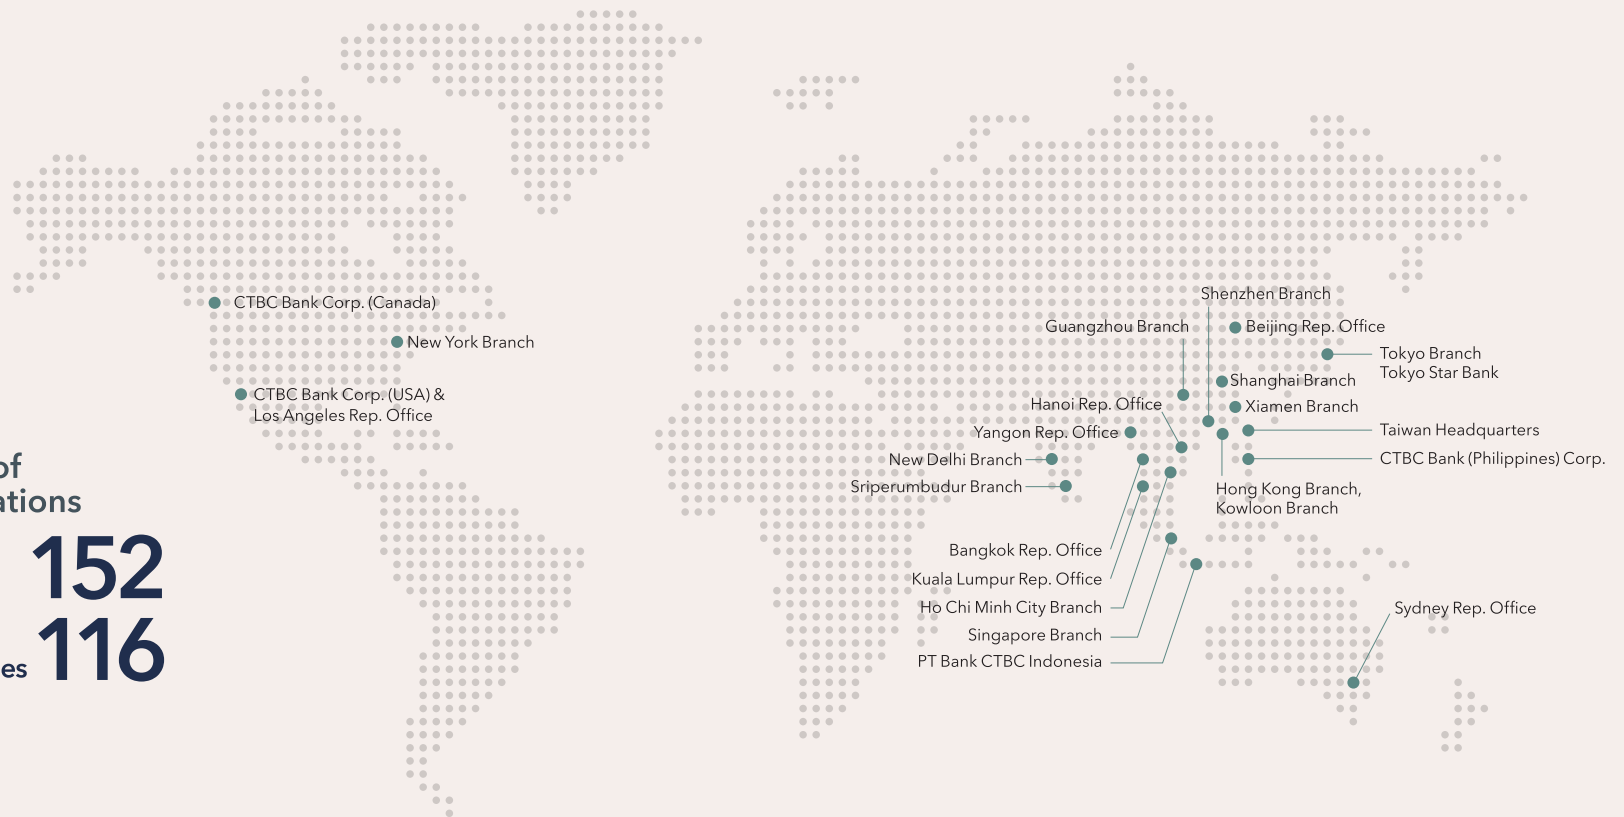 CTBC Bank Corp. (Canada)
New York Branch
CTBC Bank Corp. (USA) &
Los Angeles Rep. Office
of
ations
152
es 116
Shenzhen Branch
Guangzhou Branch
Beijing Rep. Office
Tokyo Branch
Tokyo Star Bank
Shanghai Branch
Hanoi Rep. Office
Xiamen Branch
Yangon Rep. Office
Taiwan Headquarters
New Delhi Branch
CTBC Bank (Philippines) Corp.
Sriperumbudur Branch
Hong Kong Branch,
Kowloon Branch
Bangkok Rep. Office
Kuala Lumpur Rep. Office
Ho Chi Minh City Branch
Sydney Rep. Office
Singapore Branch
PT Bank CTBC Indonesia